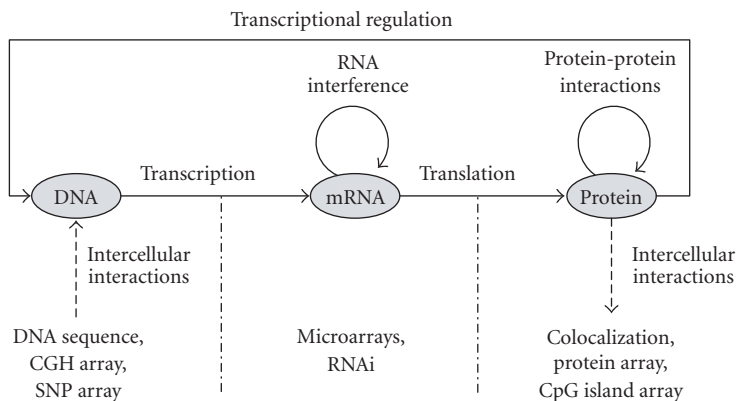 Transcriptional regulation
RNA
interference
Protein-protein
interactions
Transcription
Translation
DNA
mRNA
Protein
Intercellular
interactions
Intercellular
interactions
DNA sequence,
CGH array,
SNP array
Microarrays,
RNAi
Colocalization,
protein array,
CpG island array